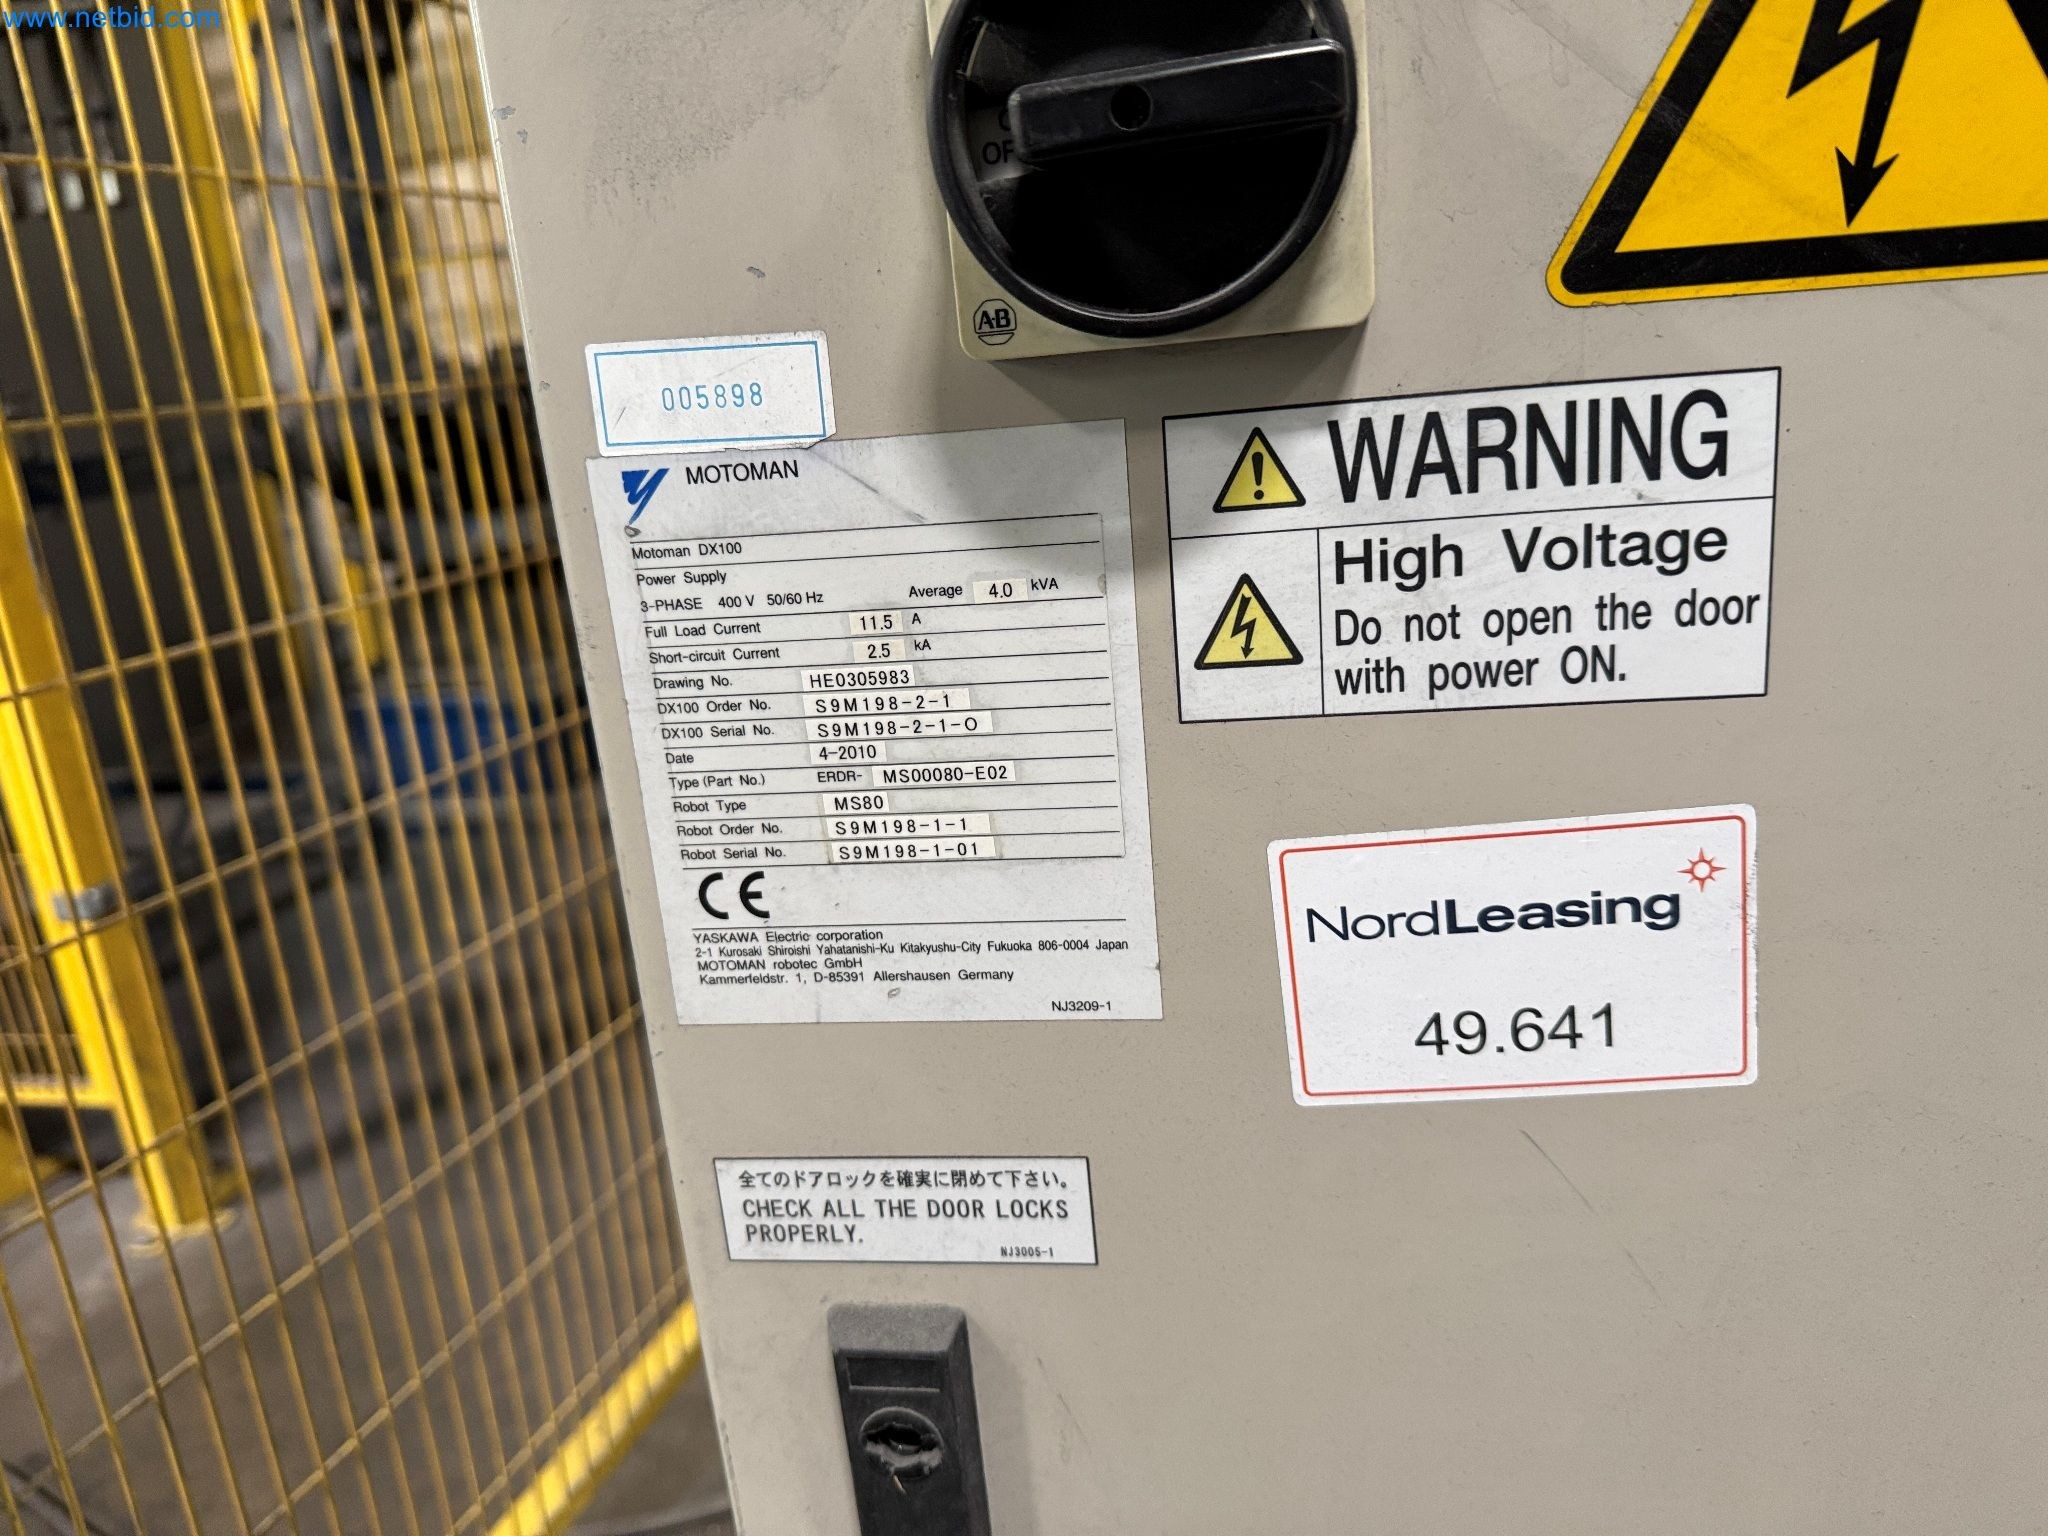 www.netbid.com
OF
A-B
005898
MOTOMAN
Motoman DX100
Power Supply
3-PHASE 400 V 50/60 Hz Average 4.0 kVA
Full Load Current 11.5 A
Short-circuit Current 2.5 kA
Drawing No. HE0305983
DX100 Order No. S9M198-2-1
DX100 Serial No. S9M198-2-1-O
Date 4-2010
Type (Part No.) ERDR- MS00080-E02
Robot Type MS80
Robot Order No. S9M198-1-1
Robot Serial No. S9M198-1-01
CE
YASKAWA Electric corporation
2-1 Kurosaki Shiroishi Yahatanishi-Ku Kitakyushu-City Fukuoka 806-0004 Japan
MOTOMAN robotec GmbH
Kammerfeldstr. 1, D-85391 Allershausen Germany
NJ3209-1
WARNING
High Voltage
Do not open the door
with power ON.
NordLeasing
49.641
全てのドアロックを確実に閉めて下さい。
CHECK ALL THE DOOR LOCKS
PROPERLY.
NJ3005-1